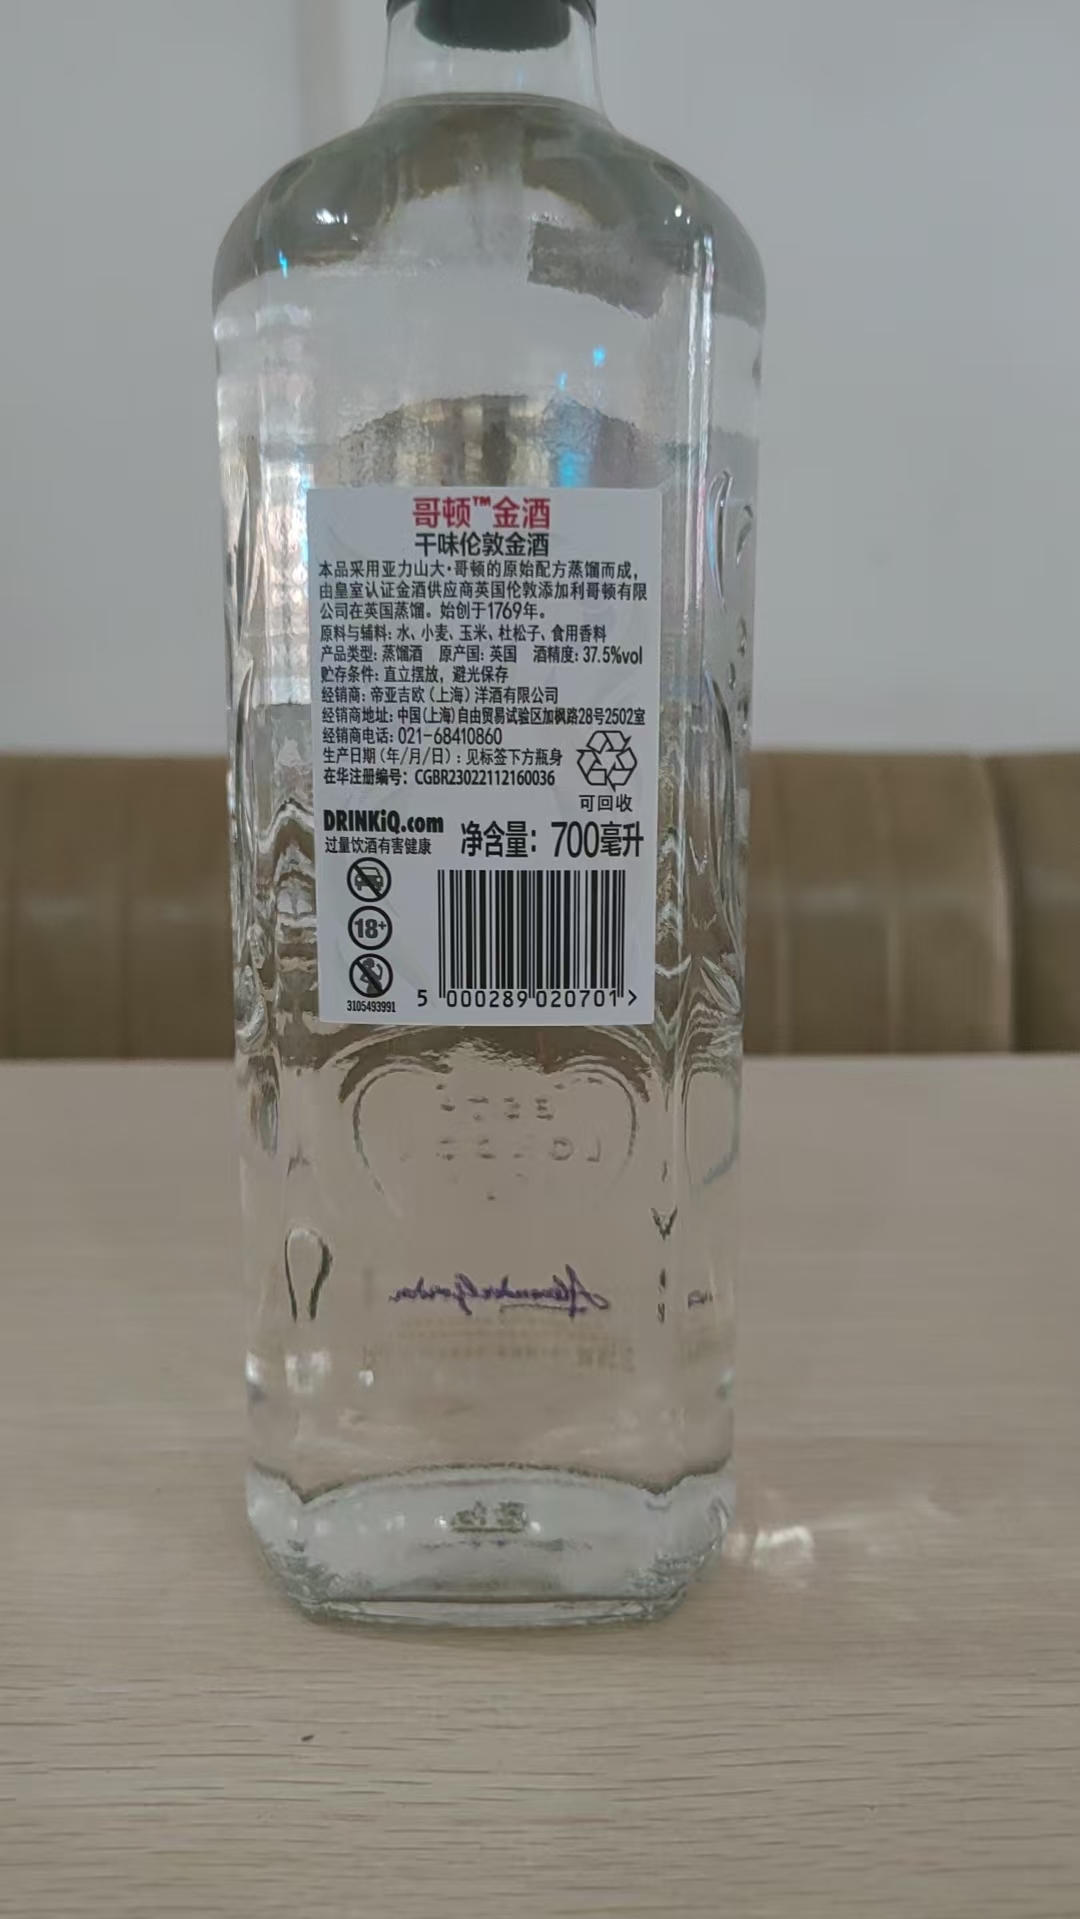 哥顿™金酒
干味伦敦金酒
本品采用亚力山大·哥顿的原始配方蒸馏而成，
由皇室认证金酒供应商英国伦敦添加利哥顿有限
公司在英国蒸馏。始创于1769年。
原料与辅料: 水、小麦、玉米、杜松子、食用香料
产品类型: 蒸馏酒 原产国: 英国 酒精度: 37.5%vol
贮存条件: 直立摆放，避光保存
经销商: 帝亚吉欧（上海）洋酒有限公司
经销商地址: 中国(上海)自由贸易试验区加枫路28号2502室
经销商电话: 021-68410860
生产日期（年/月/日）: 见标签下方瓶身
在华注册编号: CGBR23022112160036
可回收
DRINKiQ.com
过量饮酒有害健康
净含量: 700毫升
18+
3105493991
5 000289 020701 >
Alexander Gordon